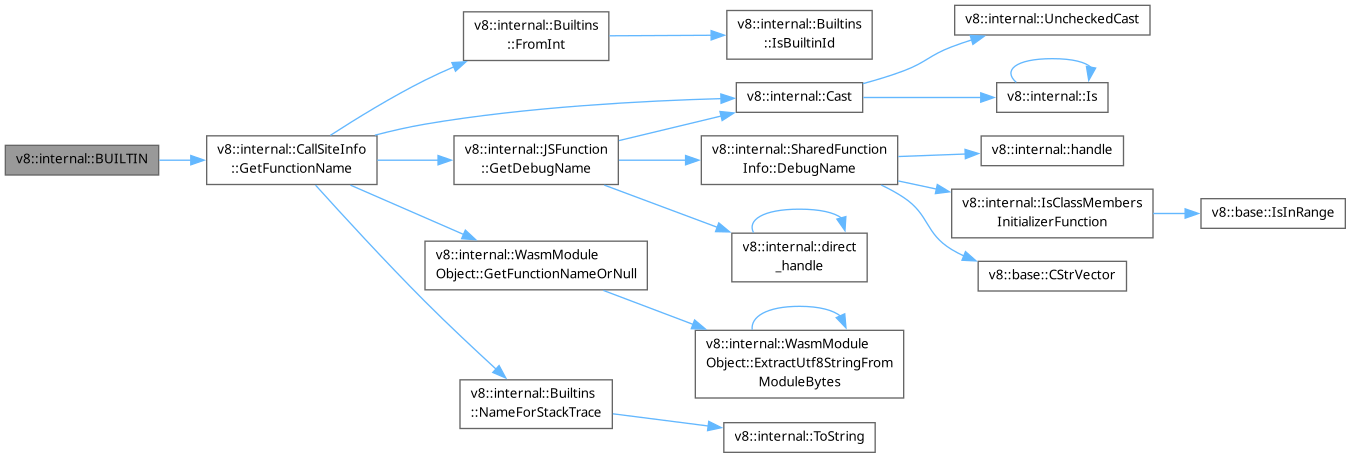 v8::internal::BUILTIN
v8::internal::CallSiteInfo
::GetFunctionName
v8::internal::Builtins
::FromInt
v8::internal::Builtins
::IsBuiltinId
v8::internal::Cast
v8::internal::UncheckedCast
v8::internal::Is
v8::internal::JSFunction
::GetDebugName
v8::internal::SharedFunction
Info::DebugName
v8::internal::handle
v8::internal::IsClassMembers
InitializerFunction
v8::base::IsInRange
v8::base::CStrVector
v8::internal::direct
_handle
v8::internal::WasmModule
Object::GetFunctionNameOrNull
v8::internal::WasmModule
Object::ExtractUtf8StringFrom
ModuleBytes
v8::internal::Builtins
::NameForStackTrace
v8::internal::ToString